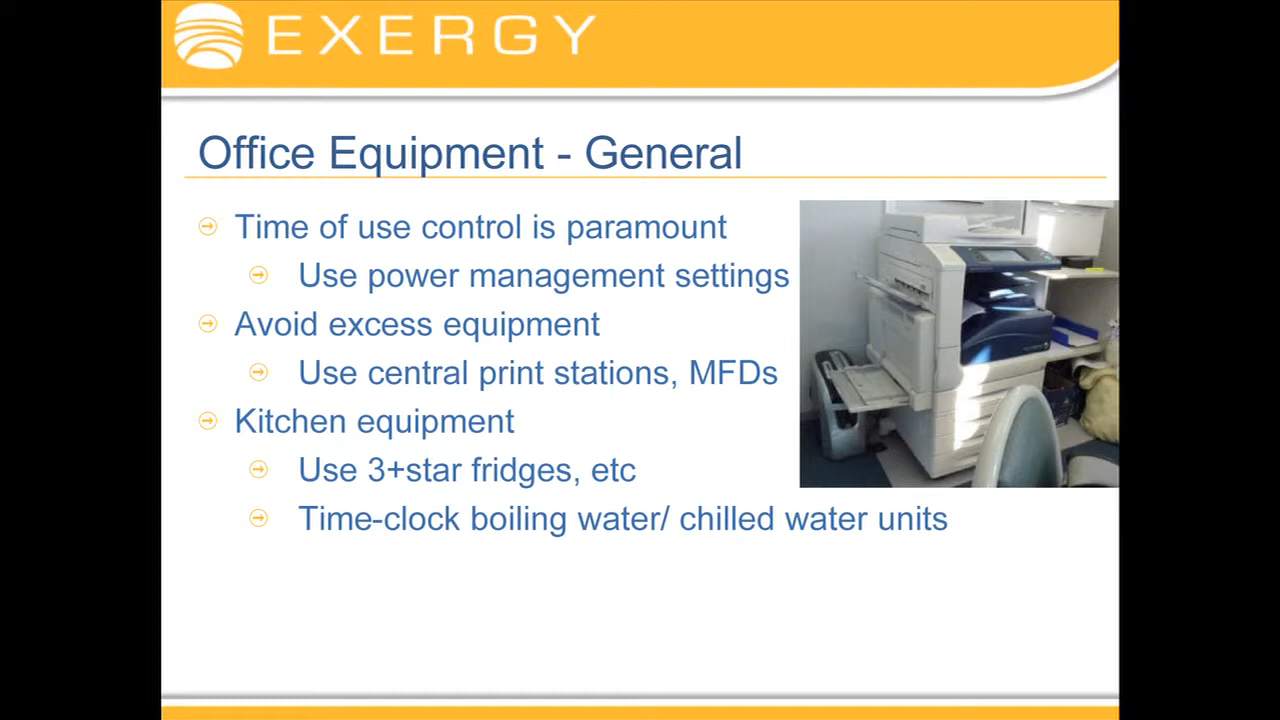 EXERGY
Office Equipment - General
Time of use control is paramount
Use power management settings
Avoid excess equipment
Use central print stations, MFDs
Kitchen equipment
Use 3+star fridges, etc
Time-clock boiling water/ chilled water units